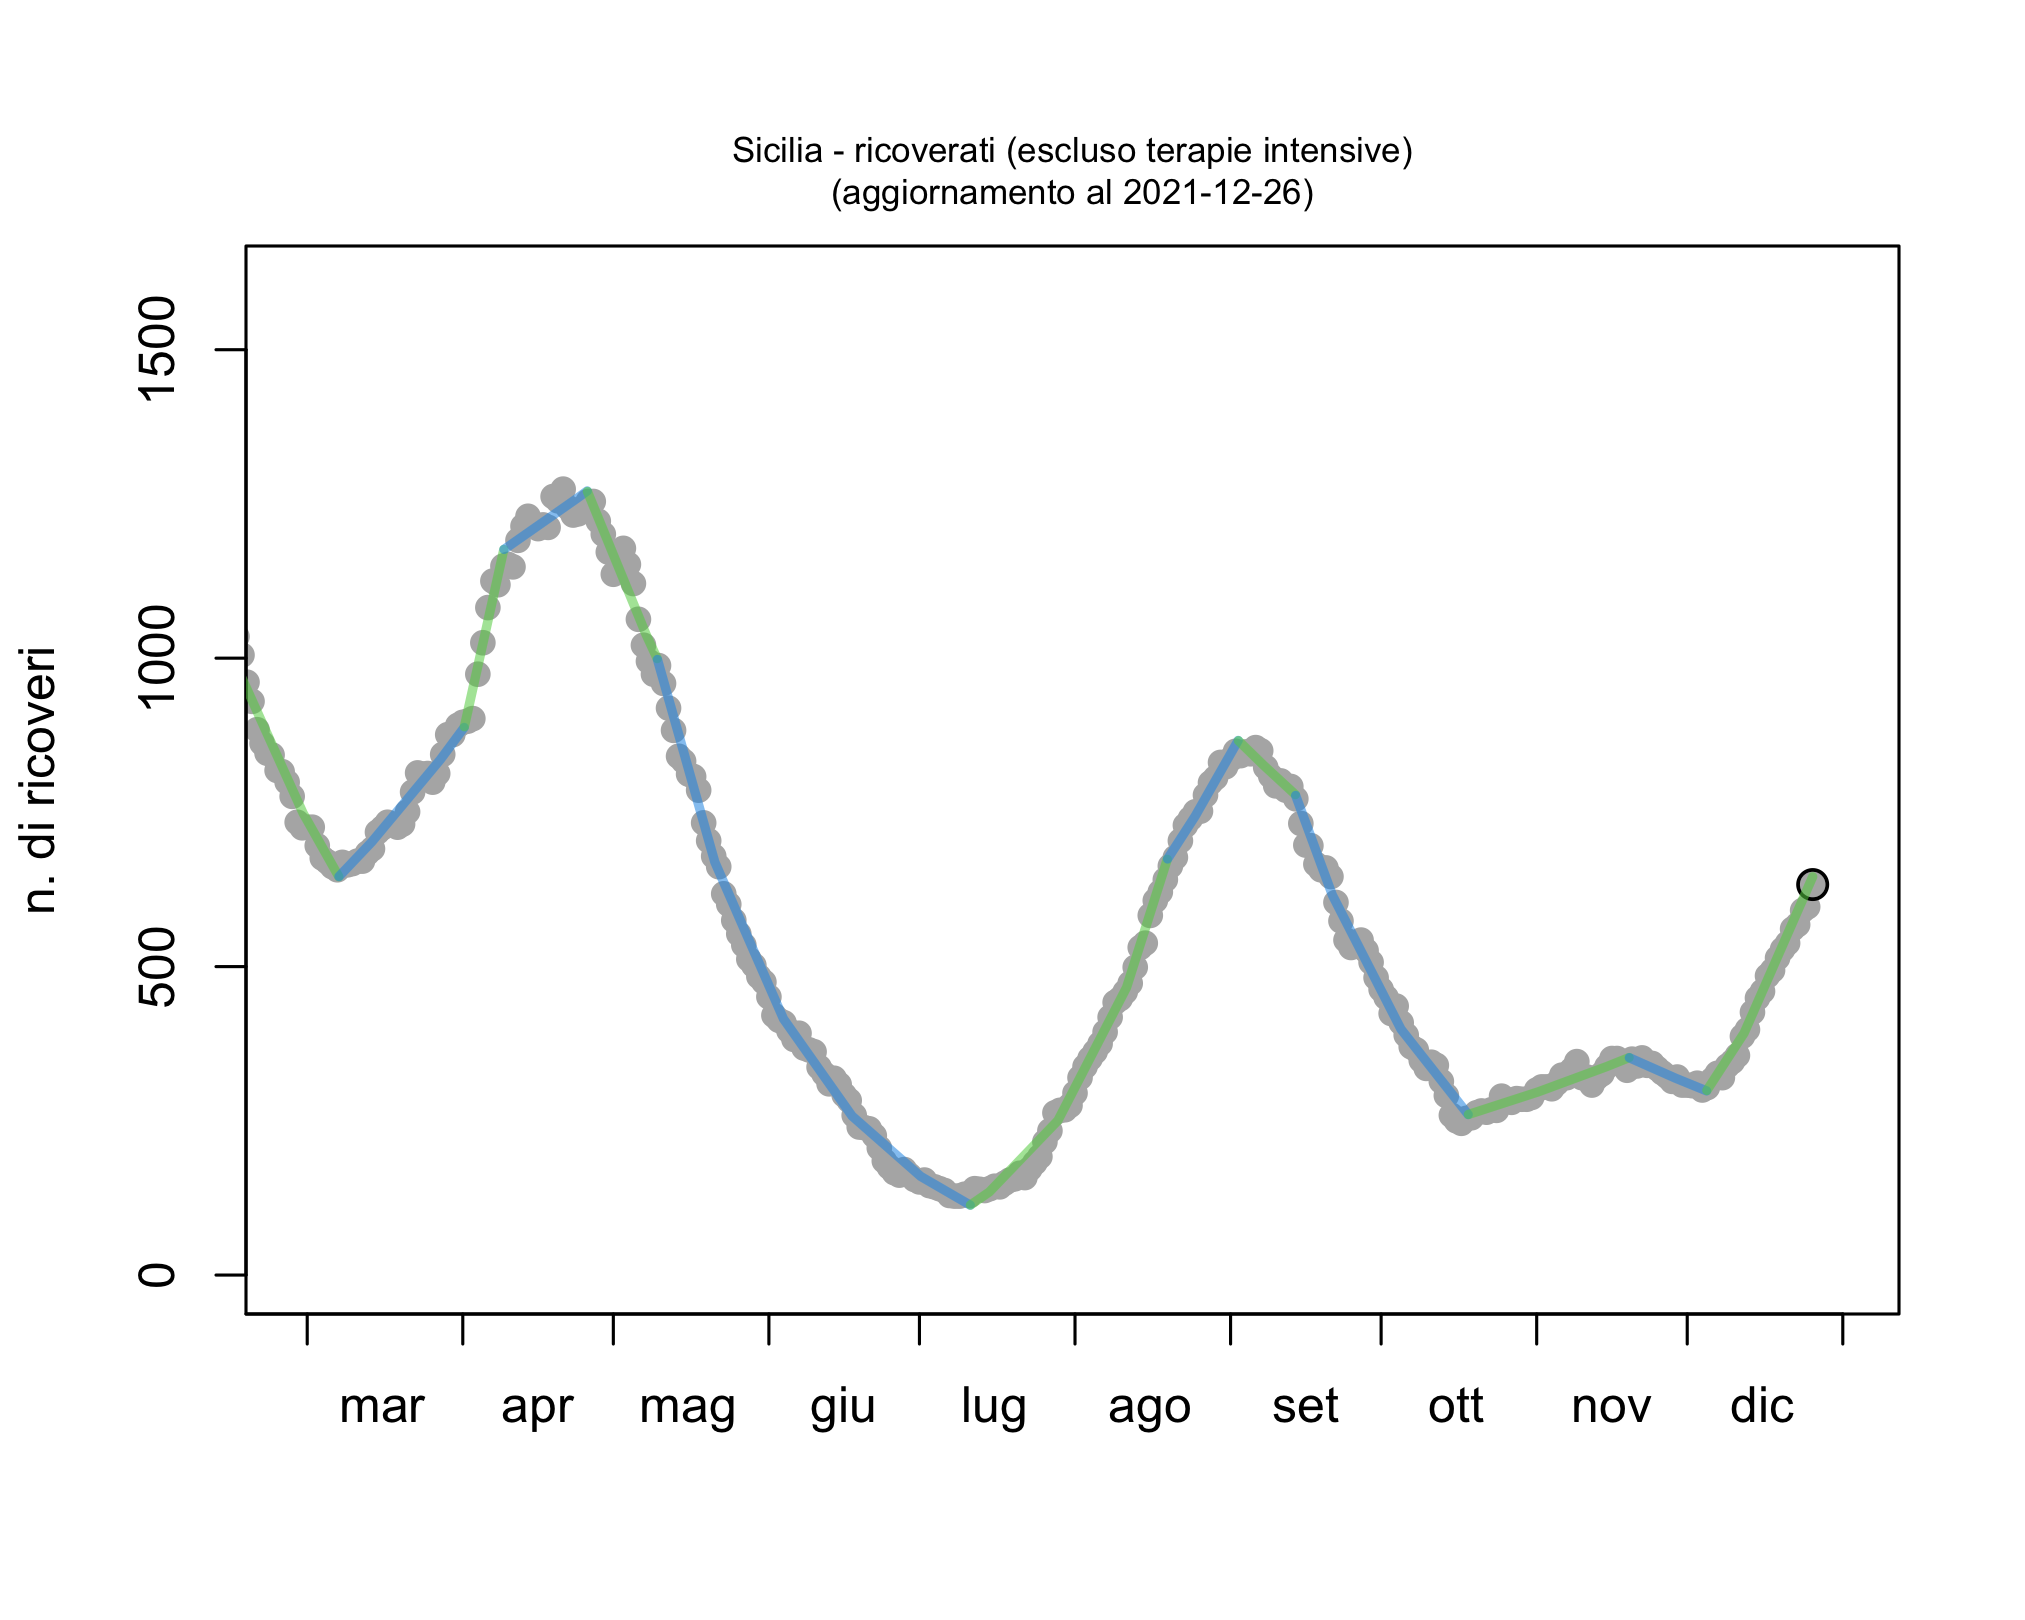 Sicilia - ricoverati (escluso terapie intensive)
(aggiornamento al 2021-12-26)
n. di ricoveri
1500
1000
500
0
mar apr mag giu lug ago set ott nov dic